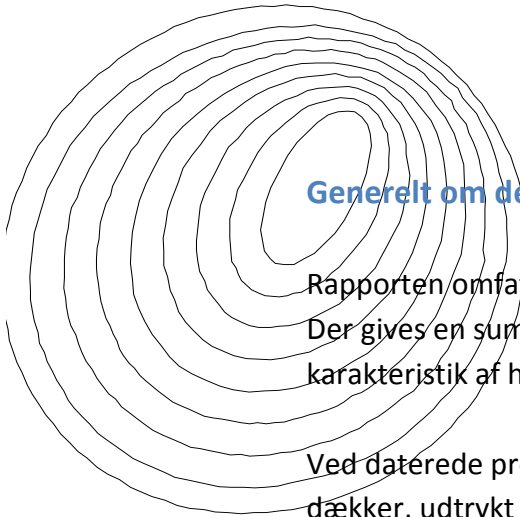 Generelt om de
Rapporten omfat
Der gives en sum
karakteristik af h
Ved daterede pr
dækker, udtrykt